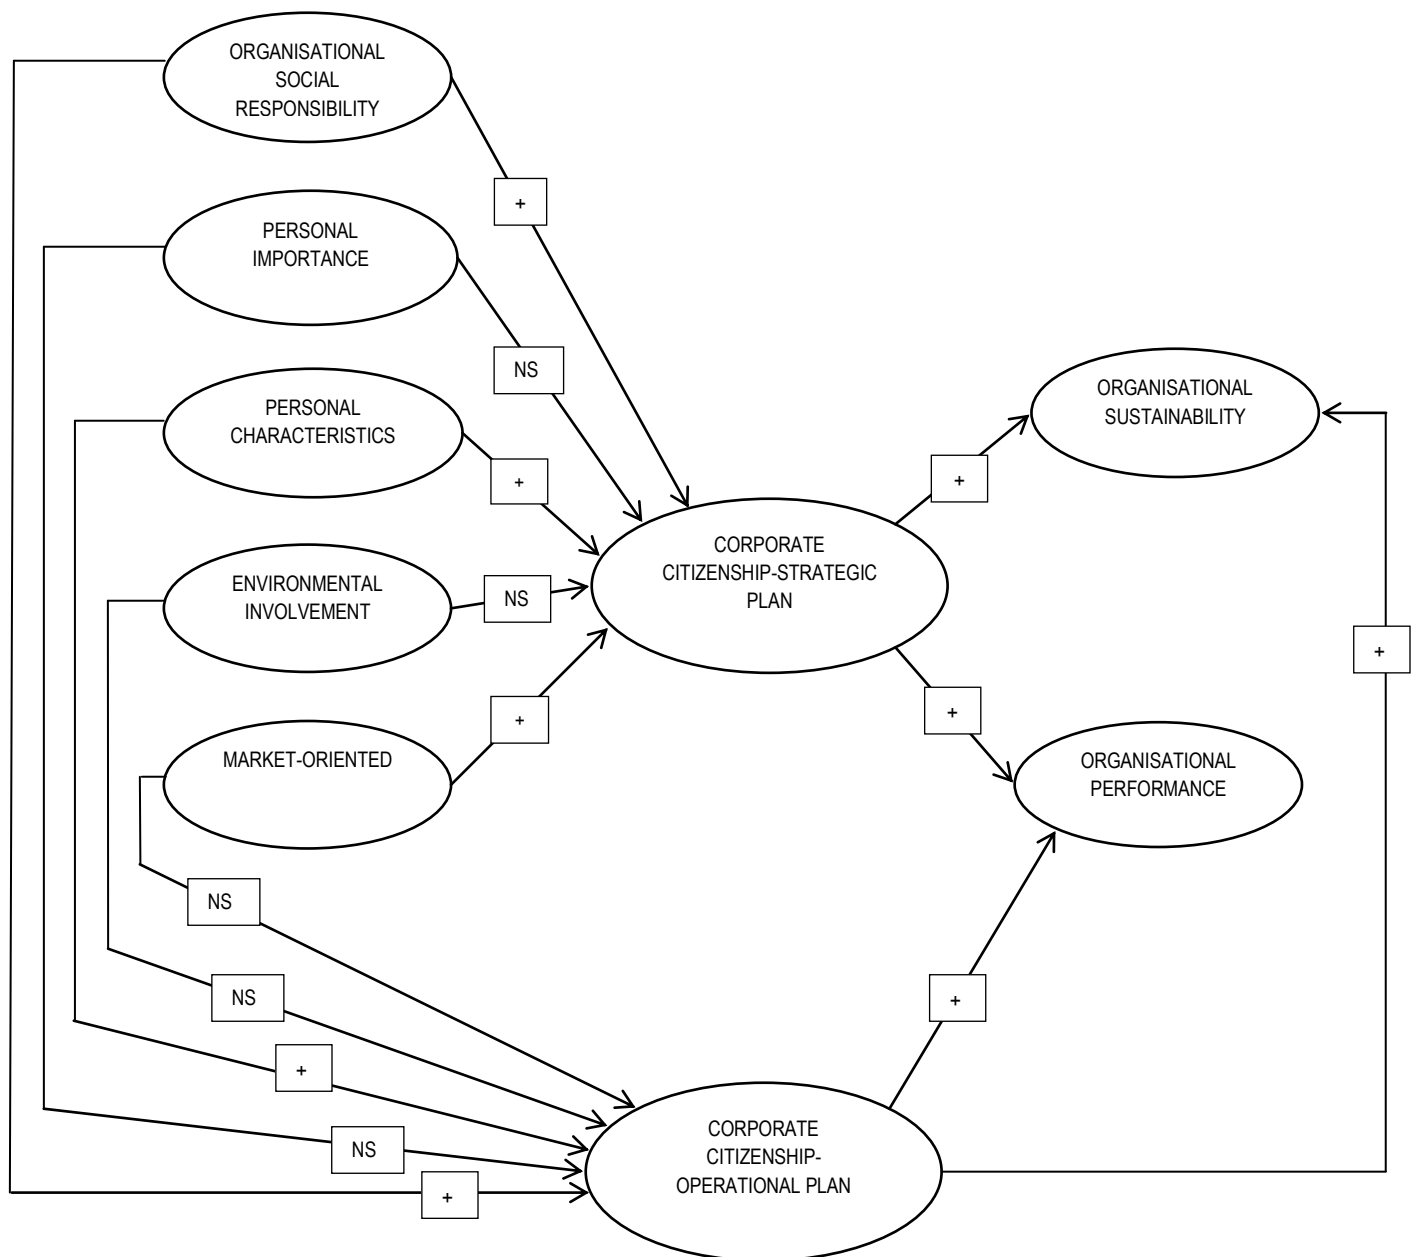 ORGANISATIONAL
SOCIAL
RESPONSIBILITY
+
PERSONAL
IMPORTANCE
NS
PERSONAL
CHARACTERISTICS
+
ENVIRONMENTAL
INVOLVEMENT
NS
MARKET-ORIENTED
+
CORPORATE
CITIZENSHIP-STRATEGIC
PLAN
+
ORGANISATIONAL
SUSTAINABILITY
+
+
ORGANISATIONAL
PERFORMANCE
NS
NS
+
NS
+
+
CORPORATE
CITIZENSHIP-
OPERATIONAL PLAN